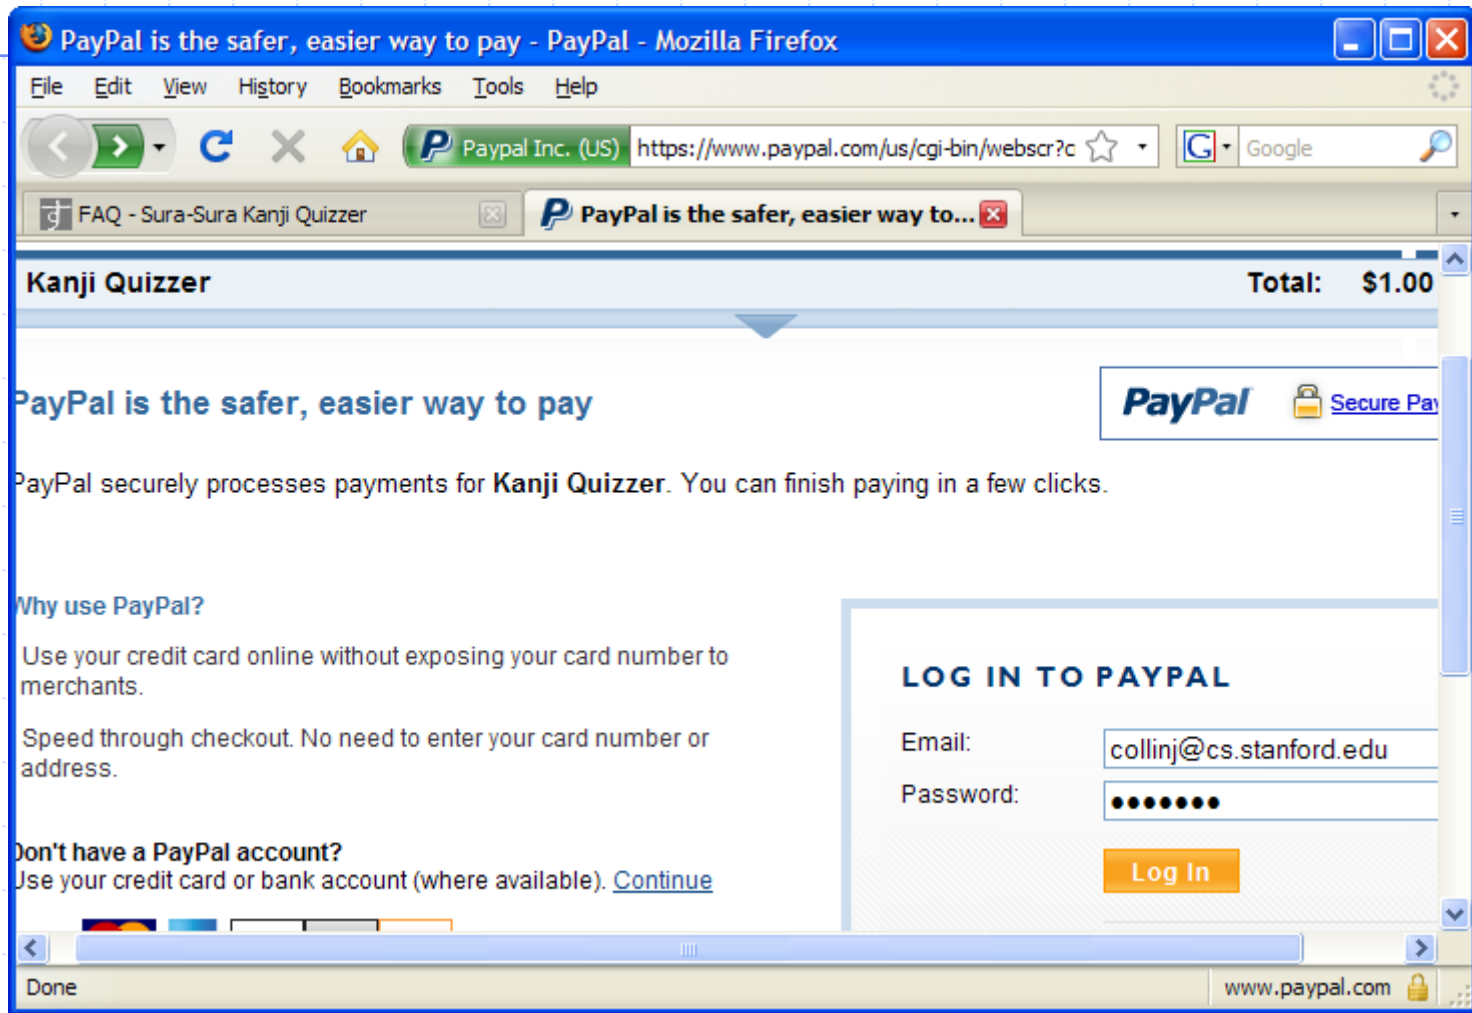 PayPal is the safer, easier way to pay - PayPal - Mozilla Firefox
File Edit View History Bookmarks Tools Help
P Paypal Inc. (US) https://www.paypal.com/us/cgi-bin/webscr?c G Google
FAQ - Sura-Sura Kanji Quizzer P PayPal is the safer, easier way to...
Kanji Quizzer Total: $1.00
PayPal is the safer, easier way to pay
PayPal Secure Pay
PayPal securely processes payments for Kanji Quizzer. You can finish paying in a few clicks.
Why use PayPal?
Use your credit card online without exposing your card number to
merchants.
Speed through checkout. No need to enter your card number or
address.
Don't have a PayPal account?
Use your credit card or bank account (where available). Continue
LOG IN TO PAYPAL
Email: collinj@cs.stanford.edu
Password: •••••••
Log In
Done www.paypal.com